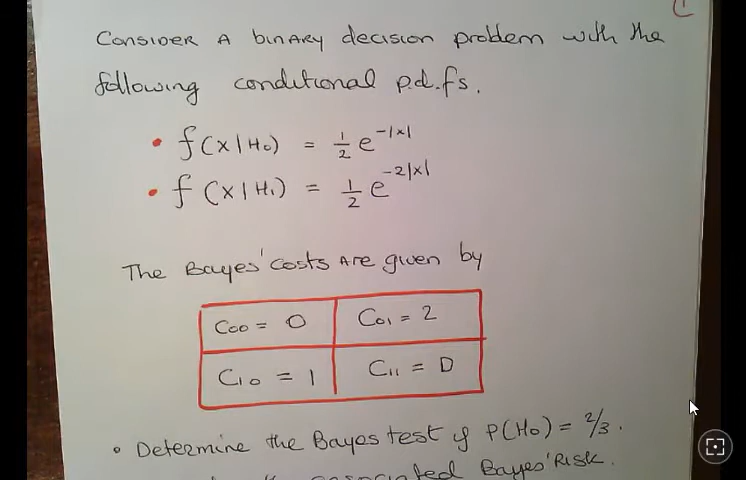 Consider a binary decision problem with the
following conditional p.d.fs.
• f(x|H₀) = 1/2 e^-|x|
• f(x|H₁) = 1/2 e^-2|x|
The Bayes' costs are given by
C₀₀ = 0 C₀₁ = 2
C₁₀ = 1 C₁₁ = D
• Determine the Bayes test if P(H₀) = 2/3.
associated Bayes' Risk.